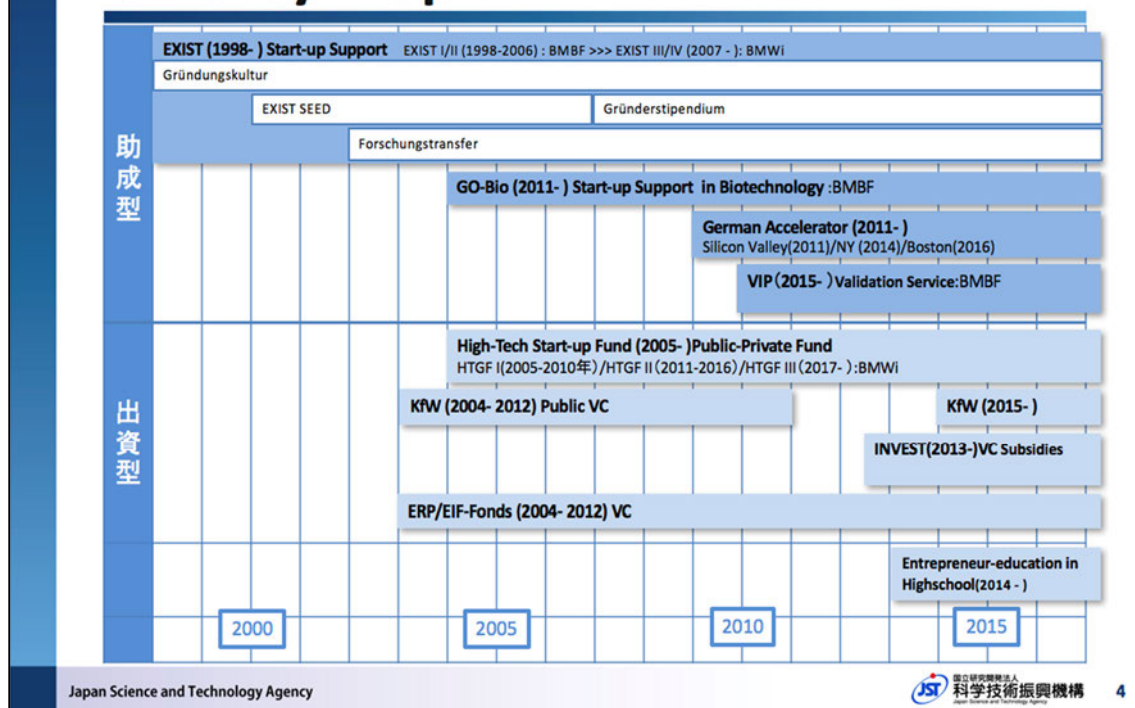 EXIST (1998- ) Start-up Support EXIST I/II (1998-2006) : BMBF >>> EXIST III/IV (2007 - ): BMWi
Gründungskultur
EXIST SEED
Gründerstipendium
Forschungstransfer
助成型
GO-Bio (2011- ) Start-up Support in Biotechnology :BMBF
German Accelerator (2011- )
Silicon Valley(2011)/NY (2014)/Boston(2016)
VIP(2015- )Validation Service:BMBF
出資型
High-Tech Start-up Fund (2005- )Public-Private Fund
HTGF I(2005-2010年)/HTGF II(2011-2016)/HTGF III(2017- ):BMWi
KfW (2004- 2012) Public VC
KfW (2015- )
INVEST(2013-)VC Subsidies
ERP/EIF-Fonds (2004- 2012) VC
Entrepreneur-education in
Highschool(2014 - )
2000
2005
2010
2015
Japan Science and Technology Agency
JST
国立研究開発法人
科学技術振興機構
Japan Science and Technology Agency
4